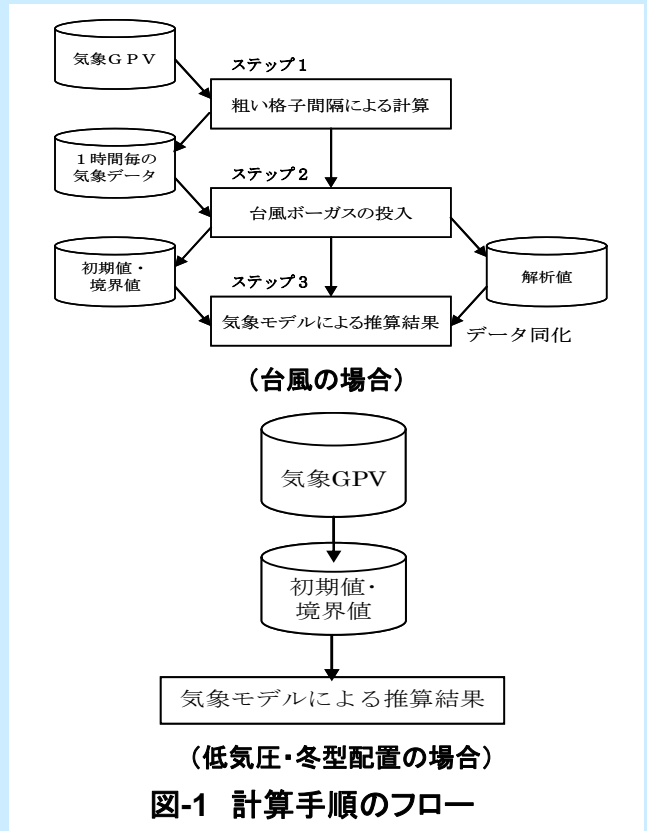 気象ＧＰＶ
ステップ１
粗い格子間隔による計算
１時間毎の
気象データ
ステップ２
台風ボーガスの投入
初期値・
境界値
ステップ３
気象モデルによる推算結果
解析値
データ同化
（台風の場合）
気象GPV
初期値・
境界値
気象モデルによる推算結果
（低気圧・冬型配置の場合）
図-1 計算手順のフロー